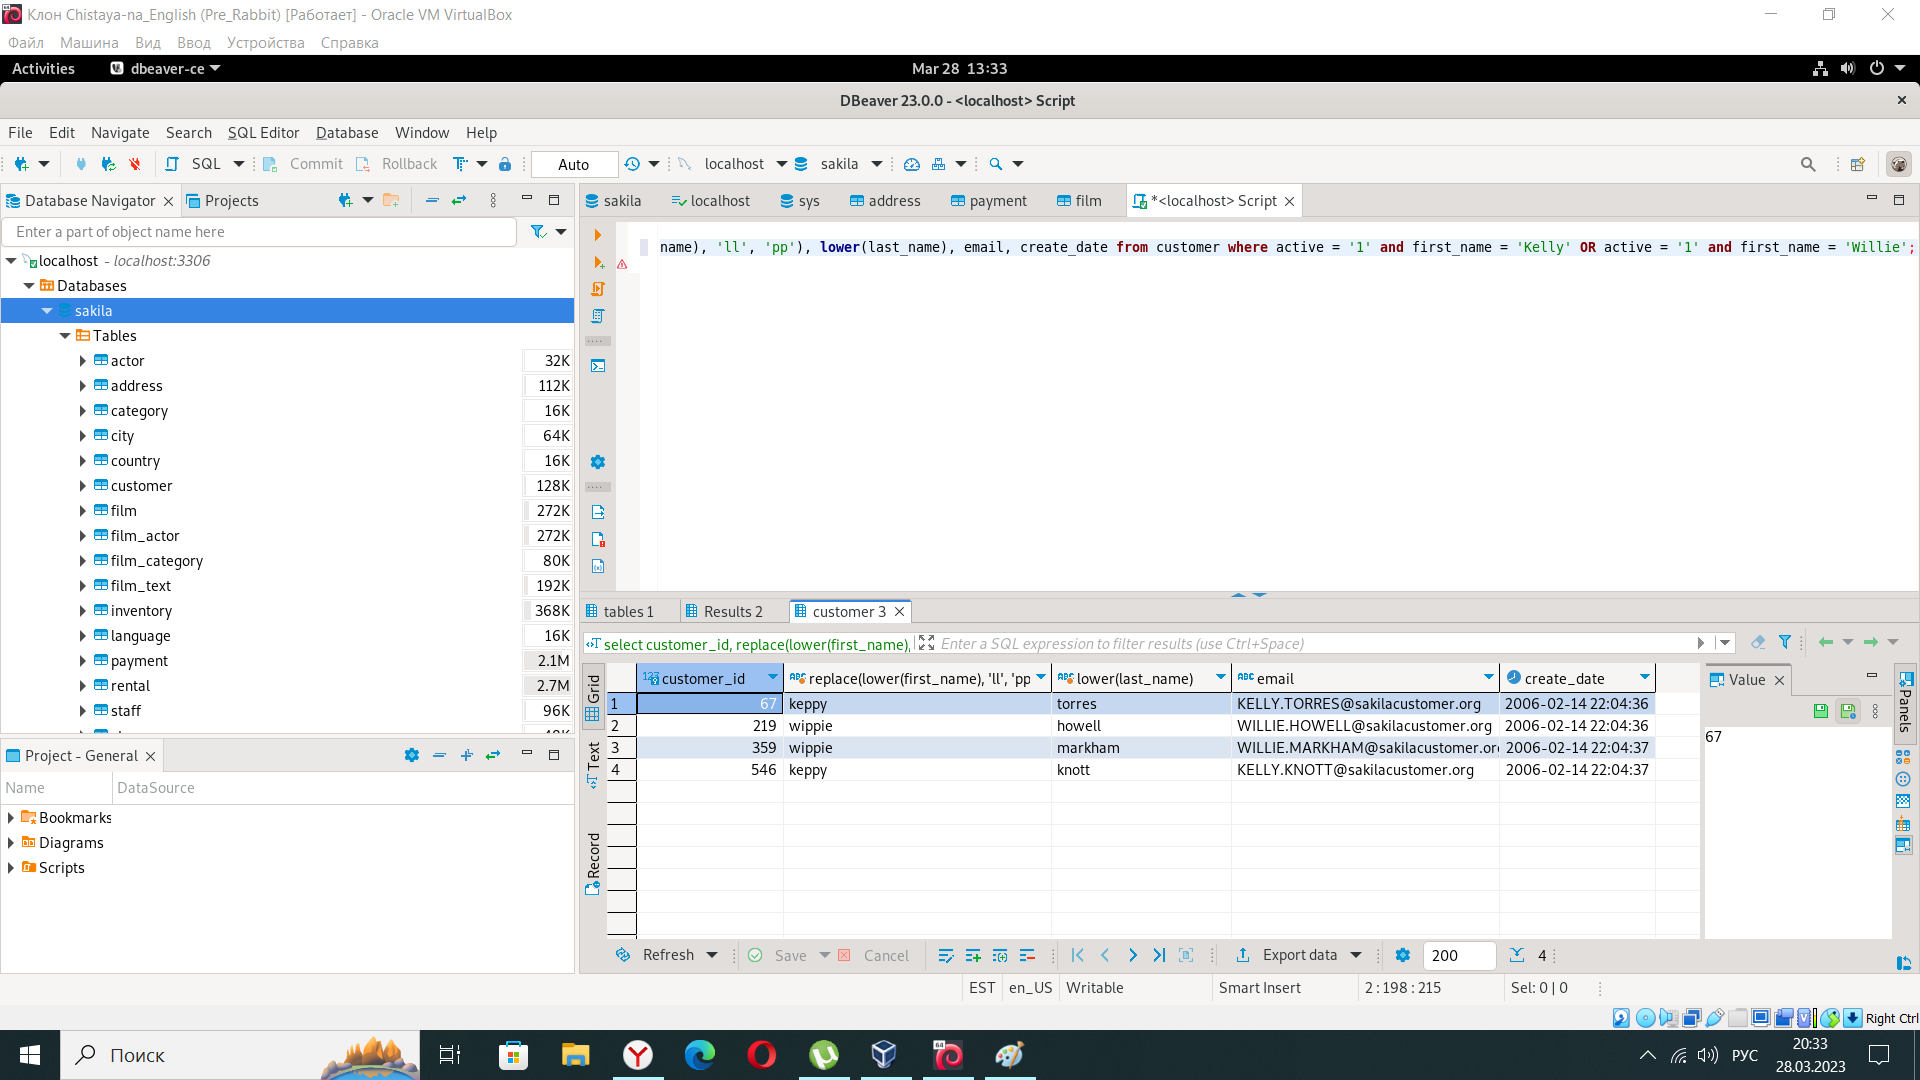 Клон Chistaya-na_English (Pre_Rabbit) [Работает] - Oracle VM VirtualBox
Файл Машина Вид Ввод Устройства Справка
Activities dbeaver-ce Mar 28 13:33
DBeaver 23.0.0 - <localhost> Script
File Edit Navigate Search SQL Editor Database Window Help
SQL Commit Rollback Auto localhost sakila
Database Navigator Projects
sakila localhost sys address payment film *<localhost> Script
Enter a part of object name here
name), 'll', 'pp'), lower(last_name), email, create_date from customer where active = '1' and first_name = 'Kelly' OR active = '1' and first_name = 'Willie';
localhost - localhost:3306
Databases
sakila
Tables
actor 32K
address 112K
category 16K
city 64K
country 16K
customer 128K
film 272K
film_actor 272K
film_category 80K
film_text 192K
inventory 368K
language 16K
payment 2.1M
rental 2.7M
staff 96K
Project - General
Name DataSource
Bookmarks
Diagrams
Scripts
tables 1 Results 2 customer 3
select customer_id, replace(lower(first_name), Enter a SQL expression to filter results (use Ctrl+Space)
Grid
Text
Record
customer_id replace(lower(first_name), 'll', 'pp lower(last_name) email create_date
1 67 keppy torres KELLY.TORRES@sakilacustomer.org 2006-02-14 22:04:36
2 219 wippie howell WILLIE.HOWELL@sakilacustomer.org 2006-02-14 22:04:36
3 359 wippie markham WILLIE.MARKHAM@sakilacustomer.or 2006-02-14 22:04:37
4 546 keppy knott KELLY.KNOTT@sakilacustomer.org 2006-02-14 22:04:37
Value
67
Panels
Refresh Save Cancel Export data 200 4
EST en_US Writable Smart Insert 2 : 198 : 215 Sel: 0 | 0
Right Ctrl
Поиск
РУС
20:33
28.03.2023